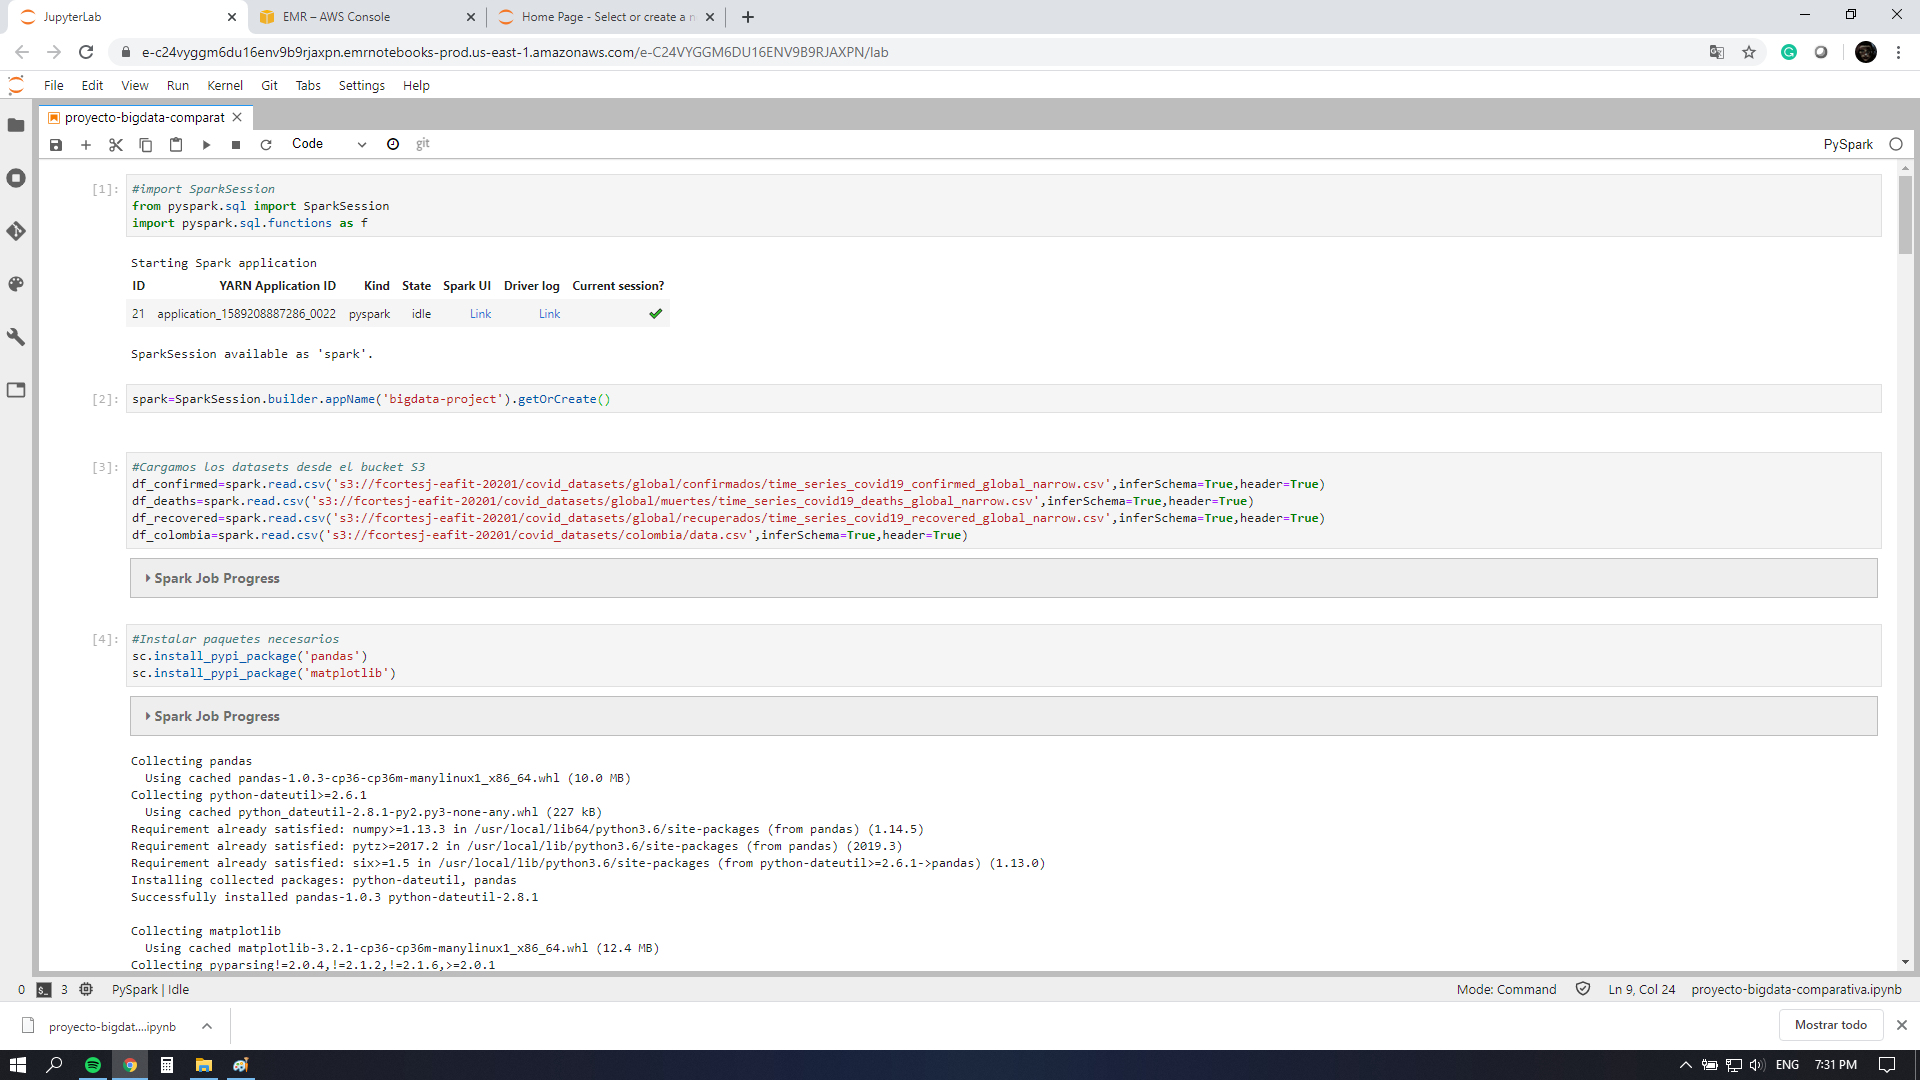 JupyterLab
EMR – AWS Console
Home Page - Select or create a n
e-c24vyggm6du16env9b9rjaxpn.emrnotebooks-prod.us-east-1.amazonaws.com/e-C24VYGGM6DU16ENV9B9RJAXPN/lab
File Edit View Run Kernel Git Tabs Settings Help
proyecto-bigdata-comparat
Code git PySpark
[1]: #import SparkSession
from pyspark.sql import SparkSession
import pyspark.sql.functions as f
Starting Spark application
ID YARN Application ID Kind State Spark UI Driver log Current session?
21 application_1589208887286_0022 pyspark idle Link Link
SparkSession available as 'spark'.
[2]: spark=SparkSession.builder.appName('bigdata-project').getOrCreate()
[3]: #Cargamos los datasets desde el bucket S3
df_confirmed=spark.read.csv('s3://fcortesj-eafit-20201/covid_datasets/global/confirmados/time_series_covid19_confirmed_global_narrow.csv',inferSchema=True,header=True)
df_deaths=spark.read.csv('s3://fcortesj-eafit-20201/covid_datasets/global/muertes/time_series_covid19_deaths_global_narrow.csv',inferSchema=True,header=True)
df_recovered=spark.read.csv('s3://fcortesj-eafit-20201/covid_datasets/global/recuperados/time_series_covid19_recovered_global_narrow.csv',inferSchema=True,header=True)
df_colombia=spark.read.csv('s3://fcortesj-eafit-20201/covid_datasets/colombia/data.csv',inferSchema=True,header=True)
Spark Job Progress
[4]: #Instalar paquetes necesarios
sc.install_pypi_package('pandas')
sc.install_pypi_package('matplotlib')
Spark Job Progress
Collecting pandas
Using cached pandas-1.0.3-cp36-cp36m-manylinux1_x86_64.whl (10.0 MB)
Collecting python-dateutil>=2.6.1
Using cached python_dateutil-2.8.1-py2.py3-none-any.whl (227 kB)
Requirement already satisfied: numpy>=1.13.3 in /usr/local/lib64/python3.6/site-packages (from pandas) (1.14.5)
Requirement already satisfied: pytz>=2017.2 in /usr/local/lib/python3.6/site-packages (from pandas) (2019.3)
Requirement already satisfied: six>=1.5 in /usr/local/lib/python3.6/site-packages (from python-dateutil>=2.6.1->pandas) (1.13.0)
Installing collected packages: python-dateutil, pandas
Successfully installed pandas-1.0.3 python-dateutil-2.8.1
Collecting matplotlib
Using cached matplotlib-3.2.1-cp36-cp36m-manylinux1_x86_64.whl (12.4 MB)
Collecting pyparsing!=2.0.4,!=2.1.2,!=2.1.6,>=2.0.1
0 3 PySpark | Idle Mode: Command Ln 9, Col 24 proyecto-bigdata-comparativa.ipynb
proyecto-bigdat....ipynb Mostrar todo
ENG 7:31 PM